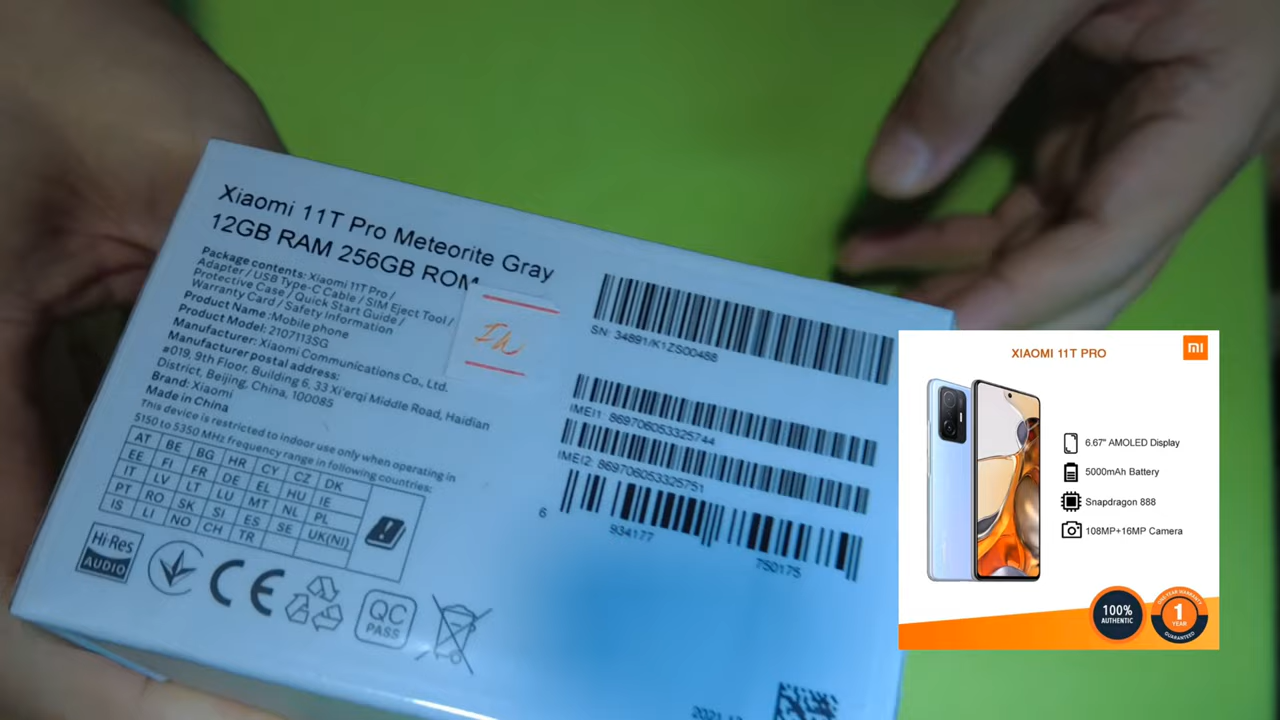 Xiaomi 11T Pro Meteorite Gray
12GB RAM 256GB ROM
Package contents: Xiaomi 11T Pro /
Adapter / USB Type-C Cable / SIM Eject Tool /
Protective Case / Quick Start Guide /
Warranty Card / Safety Information
Product Name :Mobile phone
Product Model: 2107113SG
Manufacturer: Xiaomi Communications Co., Ltd.
Manufacturer postal address:
#019, 9th Floor, Building 6, 33 Xi'erqi Middle Road, Haidian
District, Beijing, China, 100085
Brand: Xiaomi
Made in China
This device is restricted to indoor use only when operating in
5150 to 5350 MHz frequency range in following countries:
AT BE BG HR CY CZ DK
EE FI FR DE EL HU IE
IT LV LT LU MT NL PL
PT RO SK SI ES SE UK(NI)
IS LI NO CH TR
Hi-Res
AUDIO
CE
QC
PASS
SN: 34891/K1ZS00488
IMEI1: 869706053325744
IMEI2: 869706053325751
6 934177 750175
XIAOMI 11T PRO
6.67" AMOLED Display
5000mAh Battery
Snapdragon 888
108MP+16MP Camera
100%
AUTHENTIC
ONE YEAR WARRANTY
1
YEAR
GUARANTEED